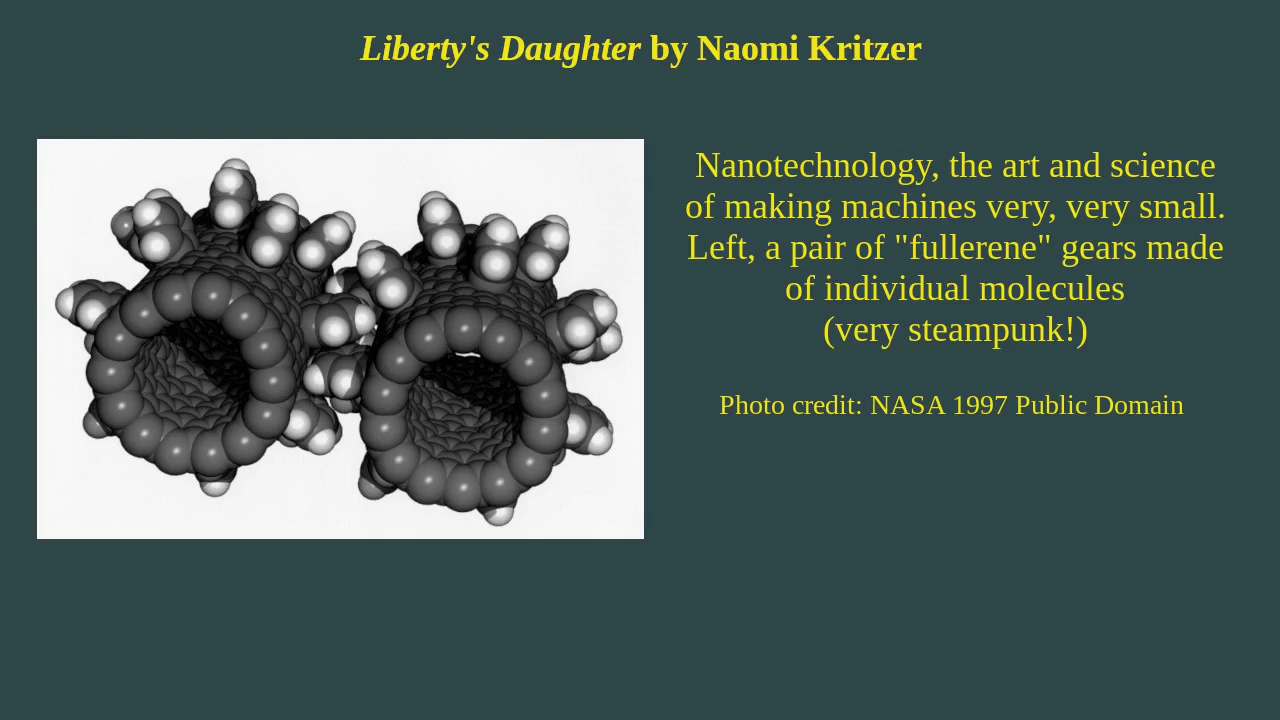 Liberty's Daughter by Naomi Kritzer
Nanotechnology, the art and science
of making machines very, very small.
Left, a pair of "fullerene" gears made
of individual molecules
(very steampunk!)
Photo credit: NASA 1997 Public Domain